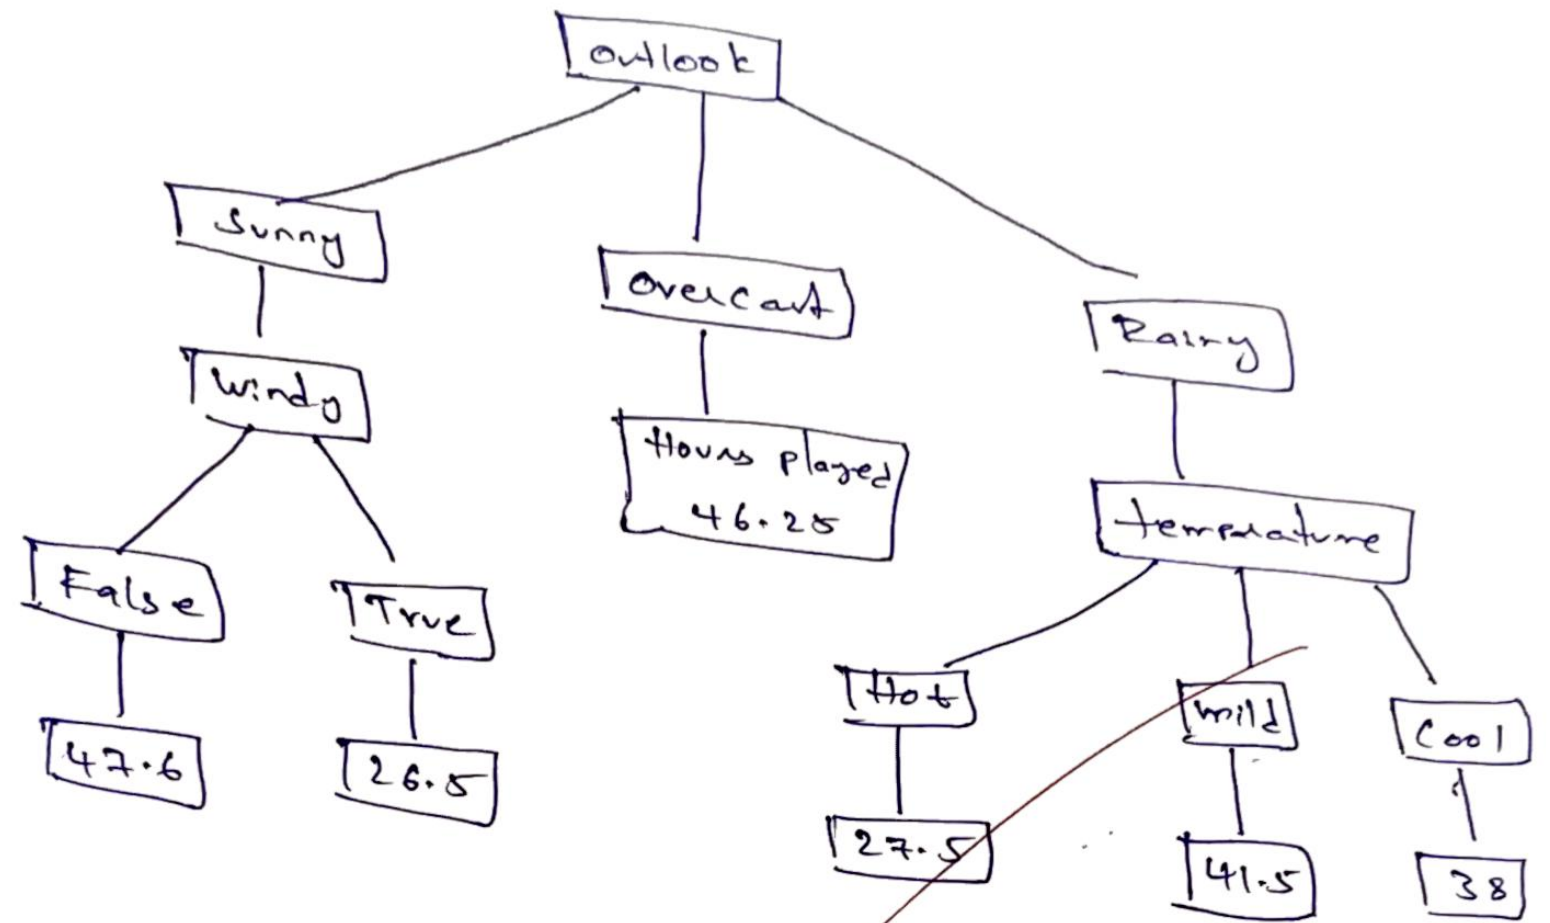 Outlook
Sunny
Overcast
Rainy
Windy
Hours played
46.25
temperature
False
True
Hot
mild
Cool
47.6
26.5
27.5
41.5
38